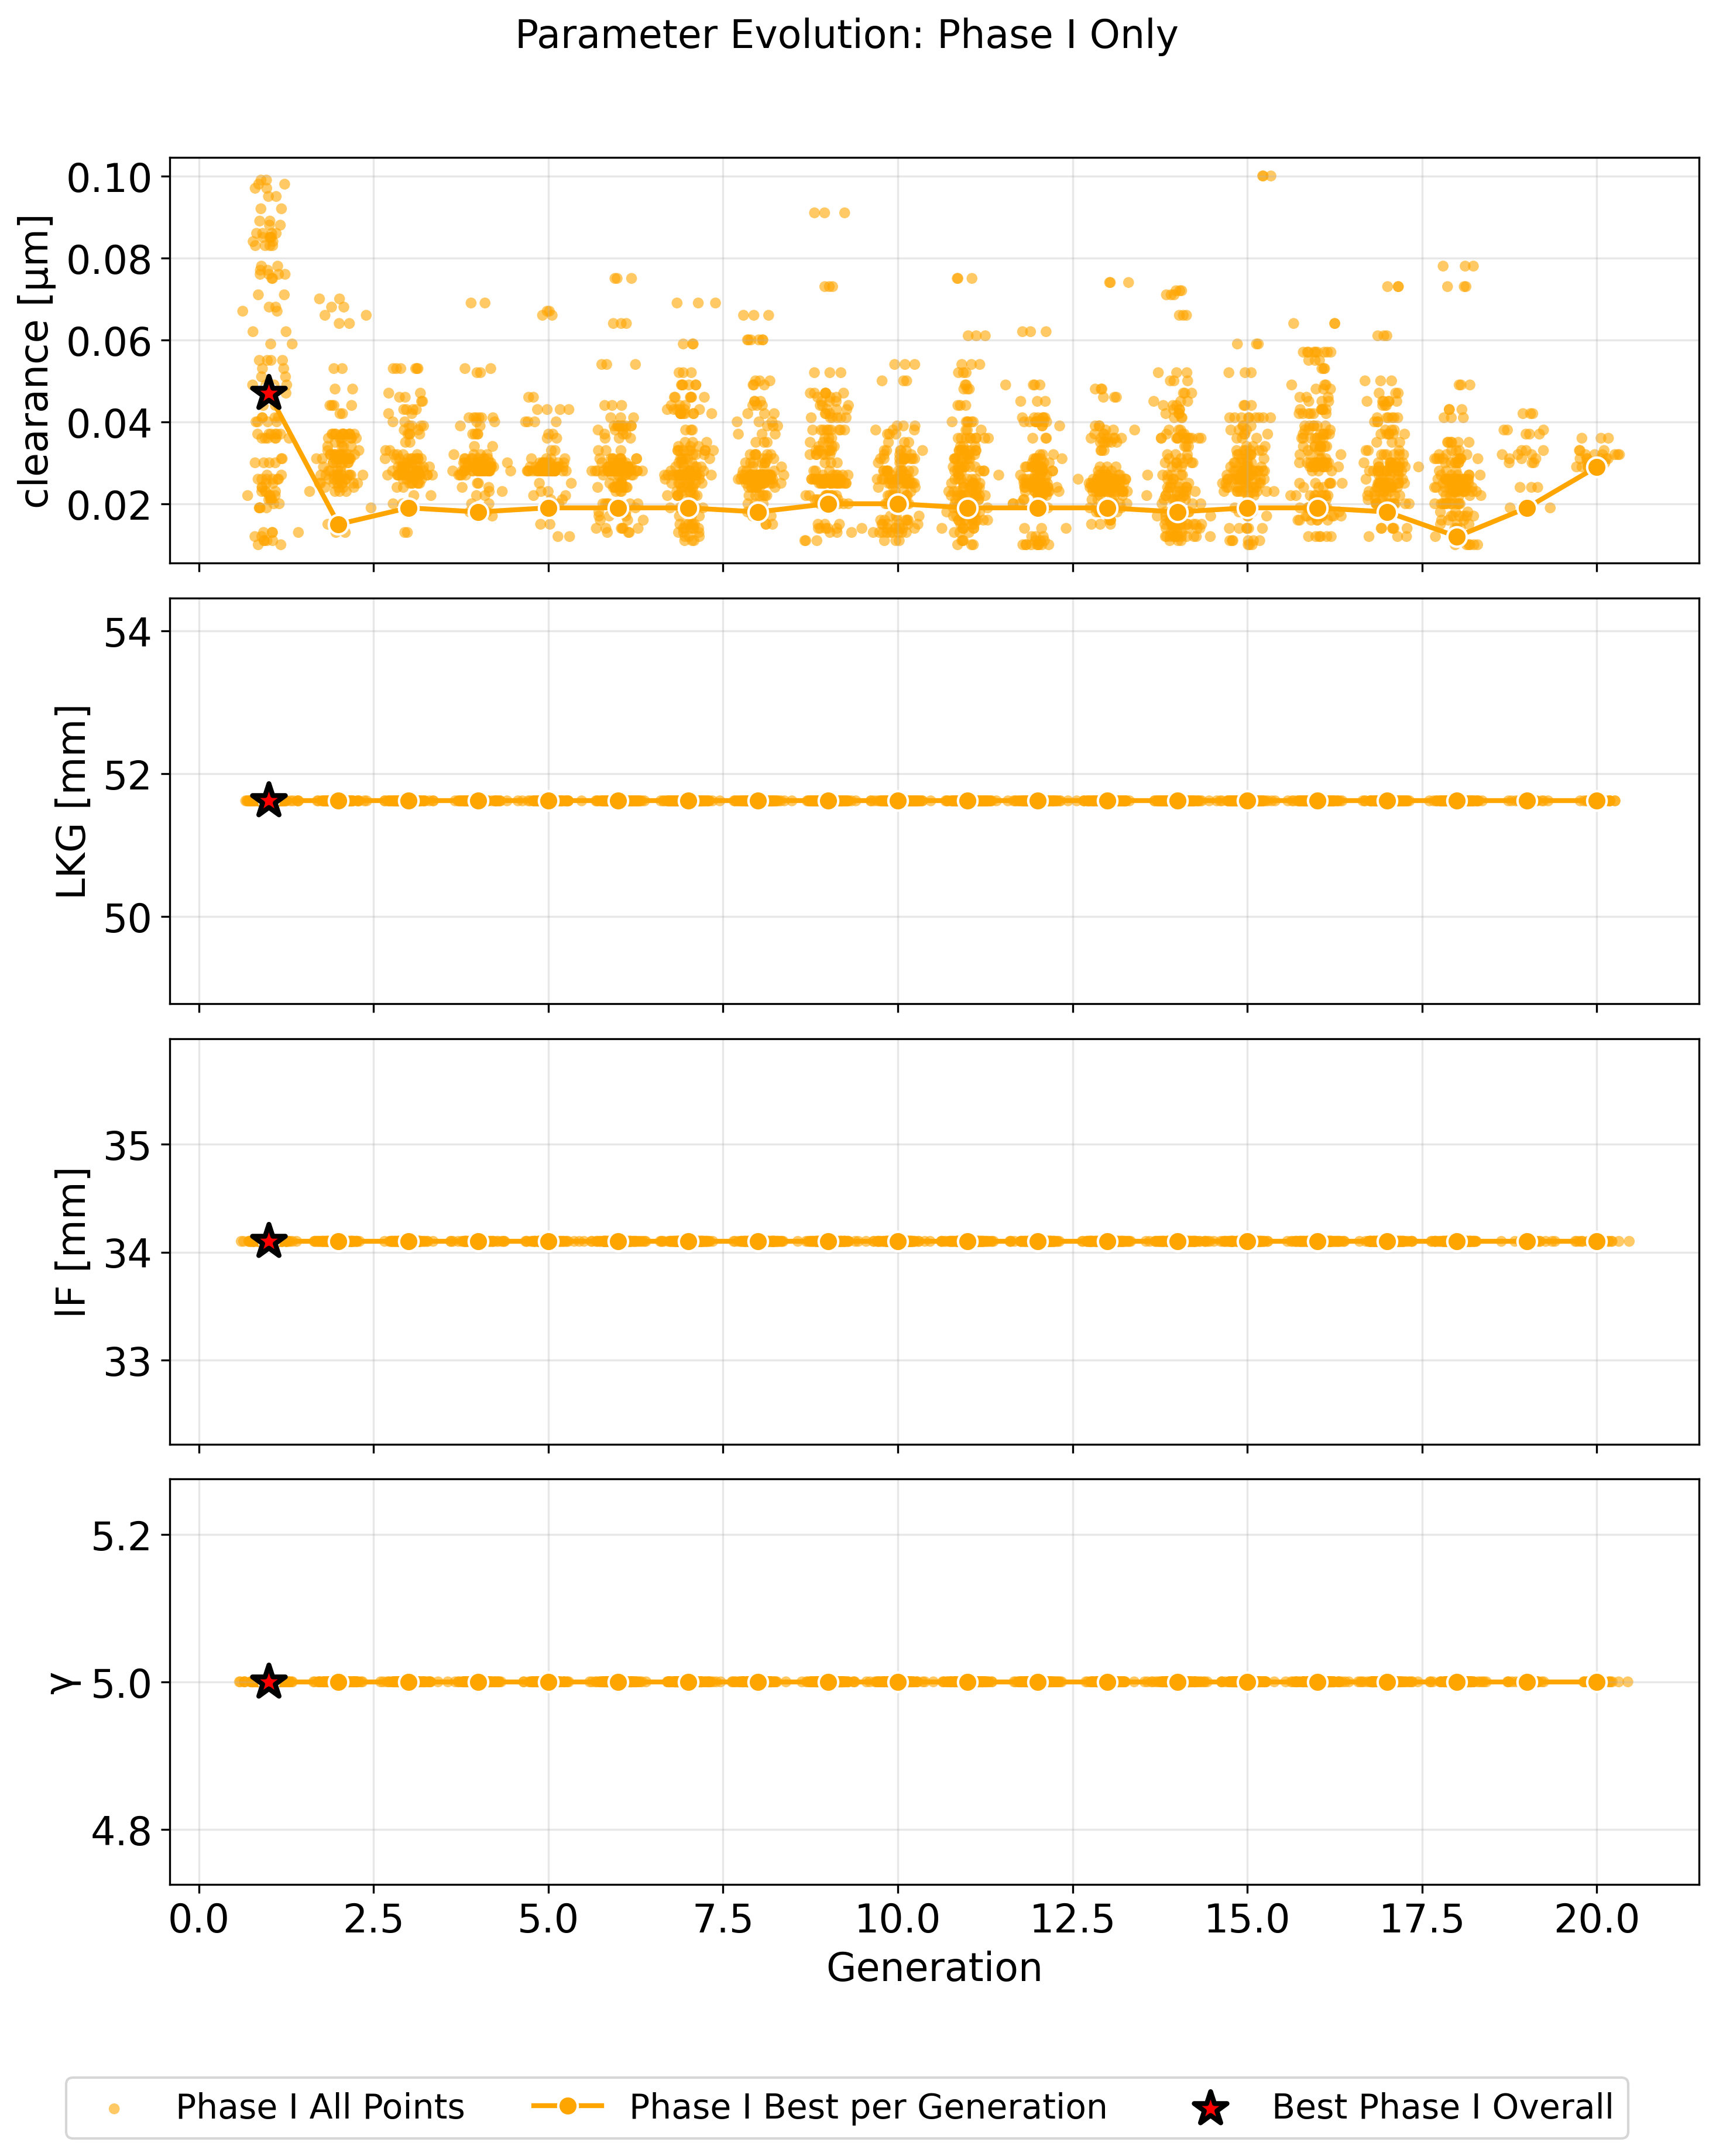 Parameter Evolution: Phase I Only
0.10
0.08
0.06
0.04
0.02
clearance [μm]
54
52
50
LKG [mm]
35
34
33
IF [mm]
5.2
5.0
4.8
γ
0.0 2.5 5.0 7.5 10.0 12.5 15.0 17.5 20.0
Generation
Phase I All Points Phase I Best per Generation Best Phase I Overall